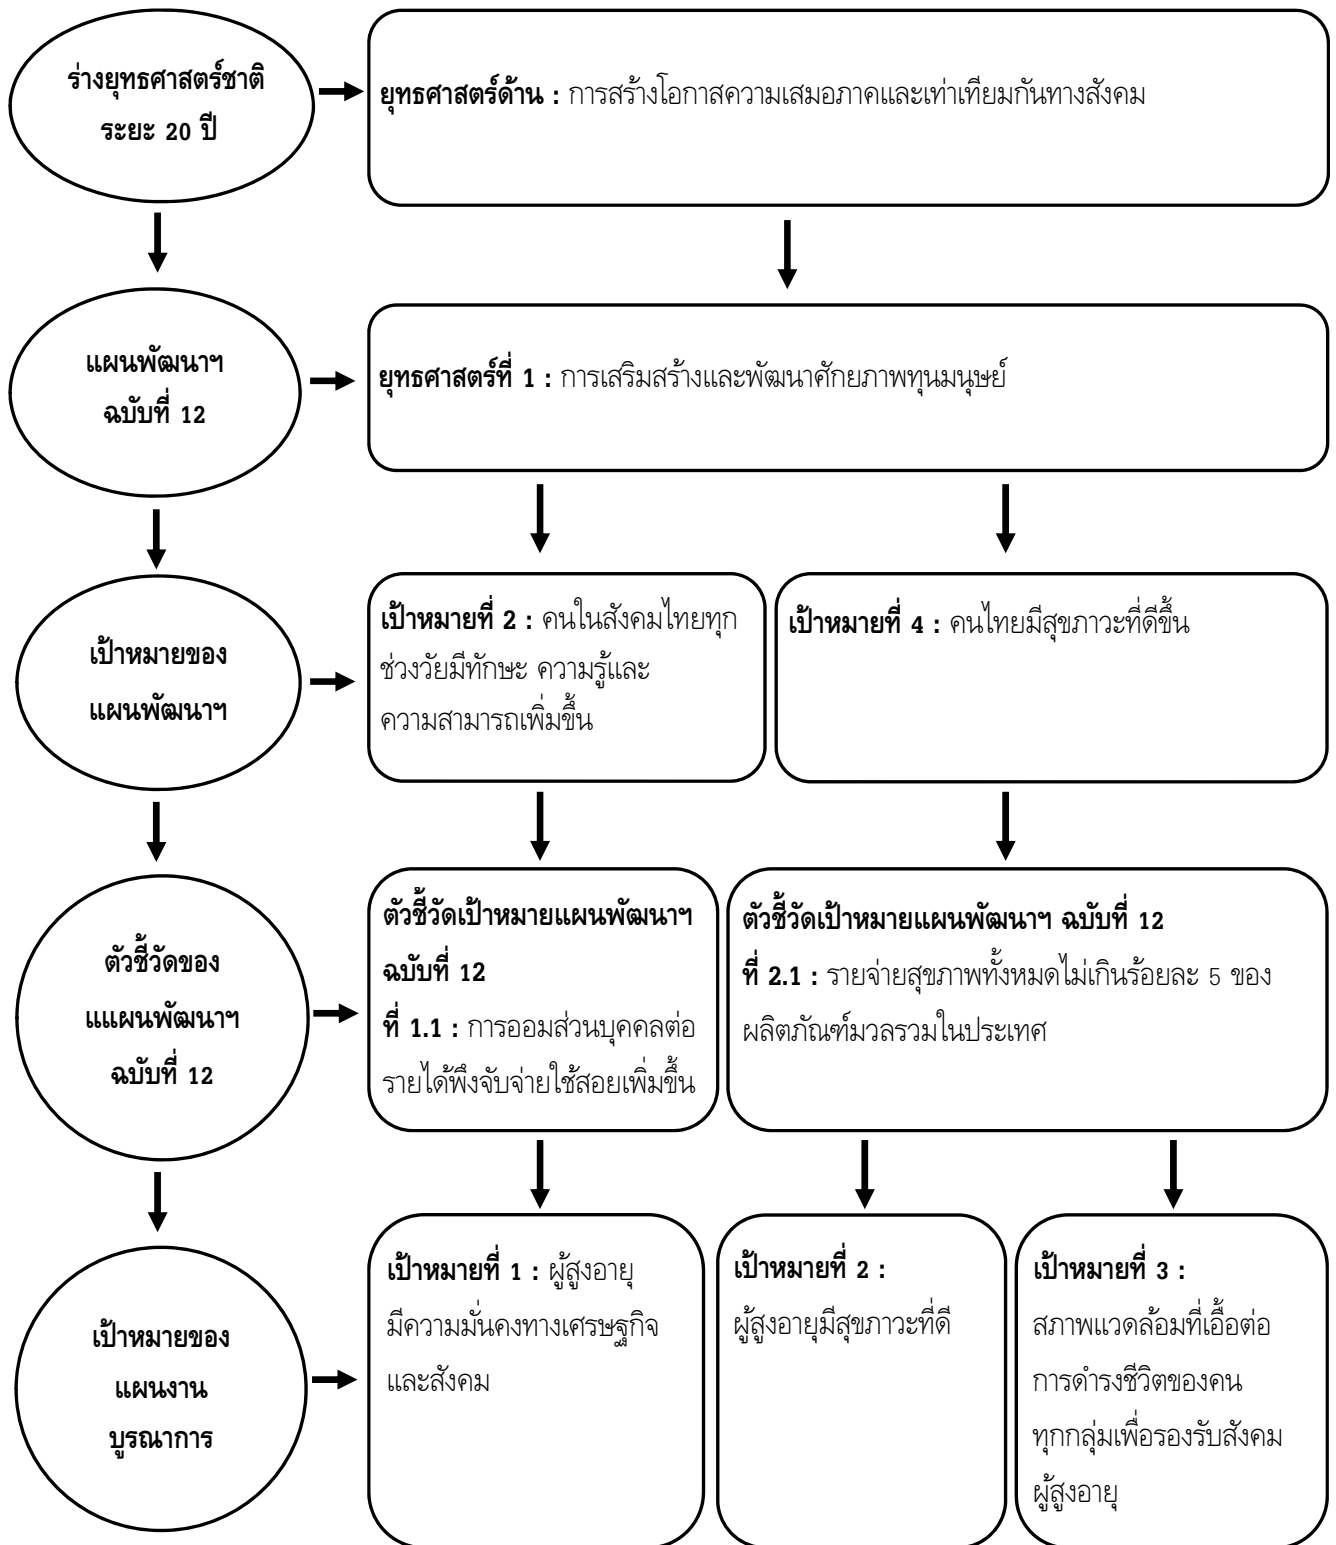 ร่างยุทธศาสตร์ชาติ
ระยะ 20 ปี
ยุทธศาสตร์ด้าน : การสร้างโอกาสความเสมอภาคและเท่าเทียมกันทางสังคม
แผนพัฒนาฯ
ฉบับที่ 12
ยุทธศาสตร์ที่ 1 : การเสริมสร้างและพัฒนาศักยภาพทุนมนุษย์
เป้าหมายของ
แผนพัฒนาฯ
เป้าหมายที่ 2 : คนในสังคมไทยทุก
ช่วงวัยมีทักษะ ความรู้และ
ความสามารถเพิ่มขึ้น
เป้าหมายที่ 4 : คนไทยมีสุขภาวะที่ดีขึ้น
ตัวชี้วัดของ
แแผนพัฒนาฯ
ฉบับที่ 12
ตัวชี้วัดเป้าหมายแผนพัฒนาฯ
ฉบับที่ 12
ที่ 1.1 : การออมส่วนบุคคลต่อ
รายได้พึงจับจ่ายใช้สอยเพิ่มขึ้น
ตัวชี้วัดเป้าหมายแผนพัฒนาฯ ฉบับที่ 12
ที่ 2.1 : รายจ่ายสุขภาพทั้งหมดไม่เกินร้อยละ 5 ของ
ผลิตภัณฑ์มวลรวมในประเทศ
เป้าหมายของ
แผนงาน
บูรณาการ
เป้าหมายที่ 1 : ผู้สูงอายุ
มีความมั่นคงทางเศรษฐกิจ
และสังคม
เป้าหมายที่ 2 :
ผู้สูงอายุมีสุขภาวะที่ดี
เป้าหมายที่ 3 :
สภาพแวดล้อมที่เอื้อต่อ
การดำรงชีวิตของคน
ทุกกลุ่มเพื่อรองรับสังคม
ผู้สูงอายุ